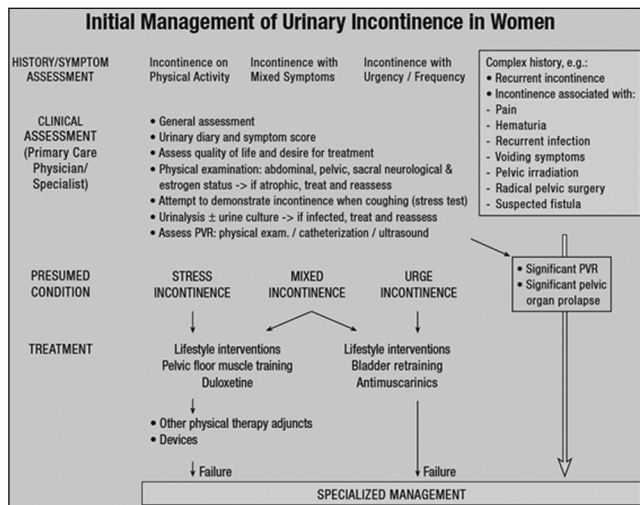 Initial Management of Urinary Incontinence in Women
HISTORY/SYMPTOM
ASSESSMENT
Incontinence on
Physical Activity
Incontinence with
Mixed Symptoms
Incontinence with
Urgency / Frequency
Complex history, e.g.:
• Recurrent incontinence
• Incontinence associated with:
- Pain
- Hematuria
- Recurrent infection
- Voiding symptoms
- Pelvic irradiation
- Radical pelvic surgery
- Suspected fistula
CLINICAL
ASSESSMENT
(Primary Care
Physician/
Specialist)
• General assessment
• Urinary diary and symptom score
• Assess quality of life and desire for treatment
• Physical examination: abdominal, pelvic, sacral neurological &
estrogen status -> if atrophic, treat and reassess
• Attempt to demonstrate incontinence when coughing (stress test)
• Urinalysis ± urine culture -> if infected, treat and reassess
• Assess PVR: physical exam. / catheterization / ultrasound
• Significant PVR
• Significant pelvic
organ prolapse
PRESUMED
CONDITION
STRESS
INCONTINENCE
MIXED
INCONTINENCE
URGE
INCONTINENCE
TREATMENT
Lifestyle interventions
Pelvic floor muscle training
Duloxetine
Lifestyle interventions
Bladder retraining
Antimuscarinics
• Other physical therapy adjuncts
• Devices
Failure
Failure
SPECIALIZED MANAGEMENT